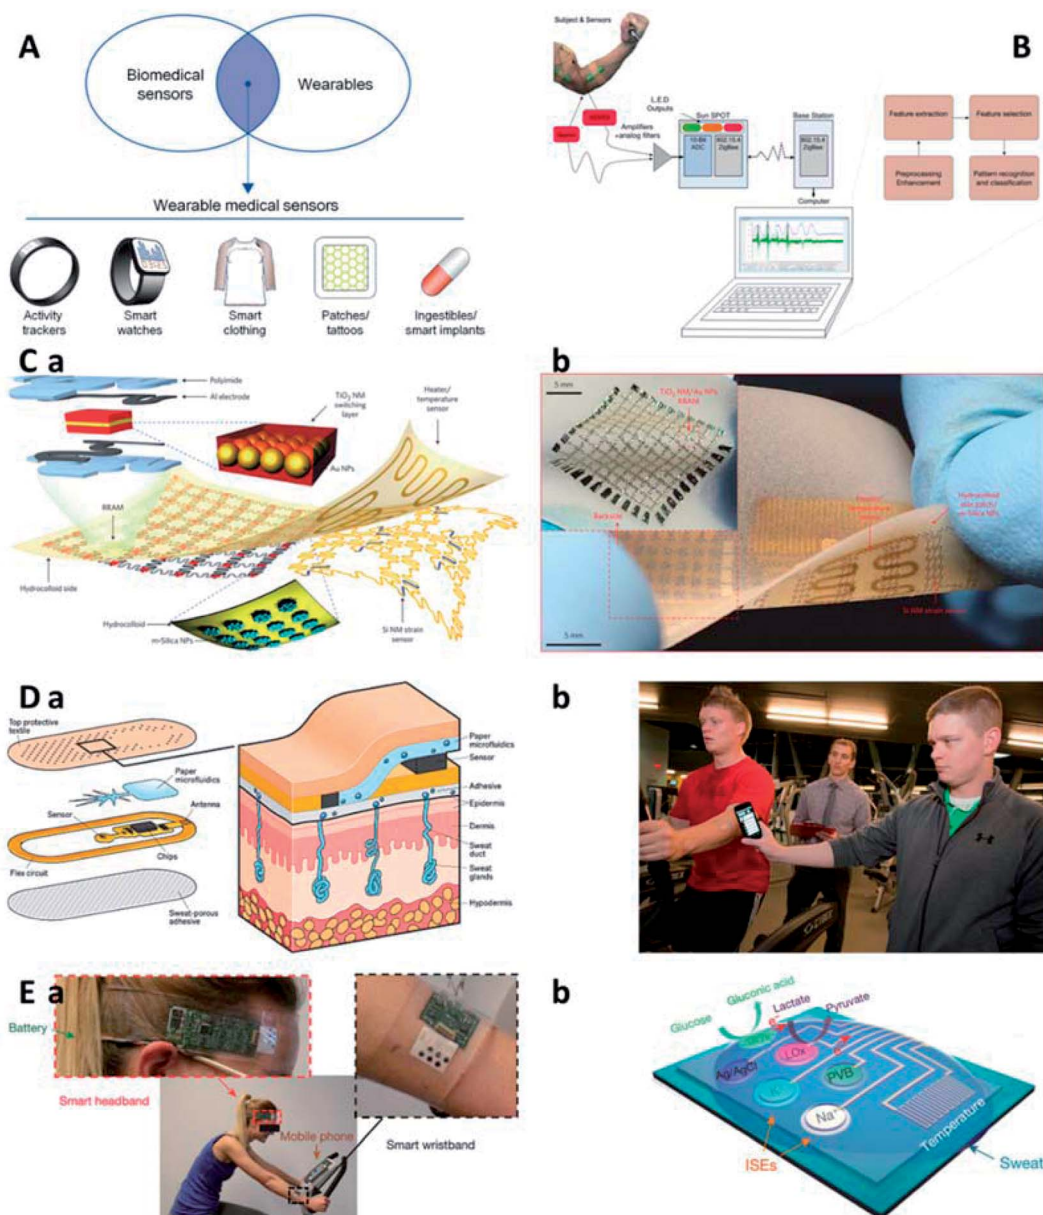 A
Biomedical
sensors
Wearables
Wearable medical sensors
Activity
trackers
Smart
watches
Smart
clothing
Patches/
tattoos
Ingestibles/
smart implants
B
Subject & Sensors
L.E.D
Outputs
Sun SPOT
Amplifiers
+analog filters
10-Bit
ADC
802.15.4
ZigBee
Base Station
802.15.4
ZigBee
Computer
Feature extraction
Feature selection
Preprocessing
Enhancement
Pattern recognition
and classification
C a
Polyimide
Al electrode
TiO₂ NM
switching
layer
Heater/
temperature
sensor
Au NPs
RRAM
Hydrocolloid side
Hydrocolloid
m-Silica NPs
Si NM strain
sensor
b
5 mm
TiO₂ NM/Au NPs
RRAM
Backside
Heater/
temperature
sensor
Hydrocolloid
skin patch/
m-Silica NPs
Si NM strain sensor
5 mm
D a
Top protective
textile
Paper
microfluidics
Sensor
Antenna
Chips
Flex circuit
Sweat-porous
adhesive
Paper
microfluidics
Sensor
Adhesive
Epidermis
Dermis
Sweat
duct
Sweat
glands
Hypodermis
b
E a
Battery
Smart headband
Mobile phone
Smart wristband
b
Glucose
Gluconic acid
Lactate
Pyruvate
e⁻
LOx
Ag/AgCl
PVB
K⁺
Na⁺
ISEs
Temperature
Sweat